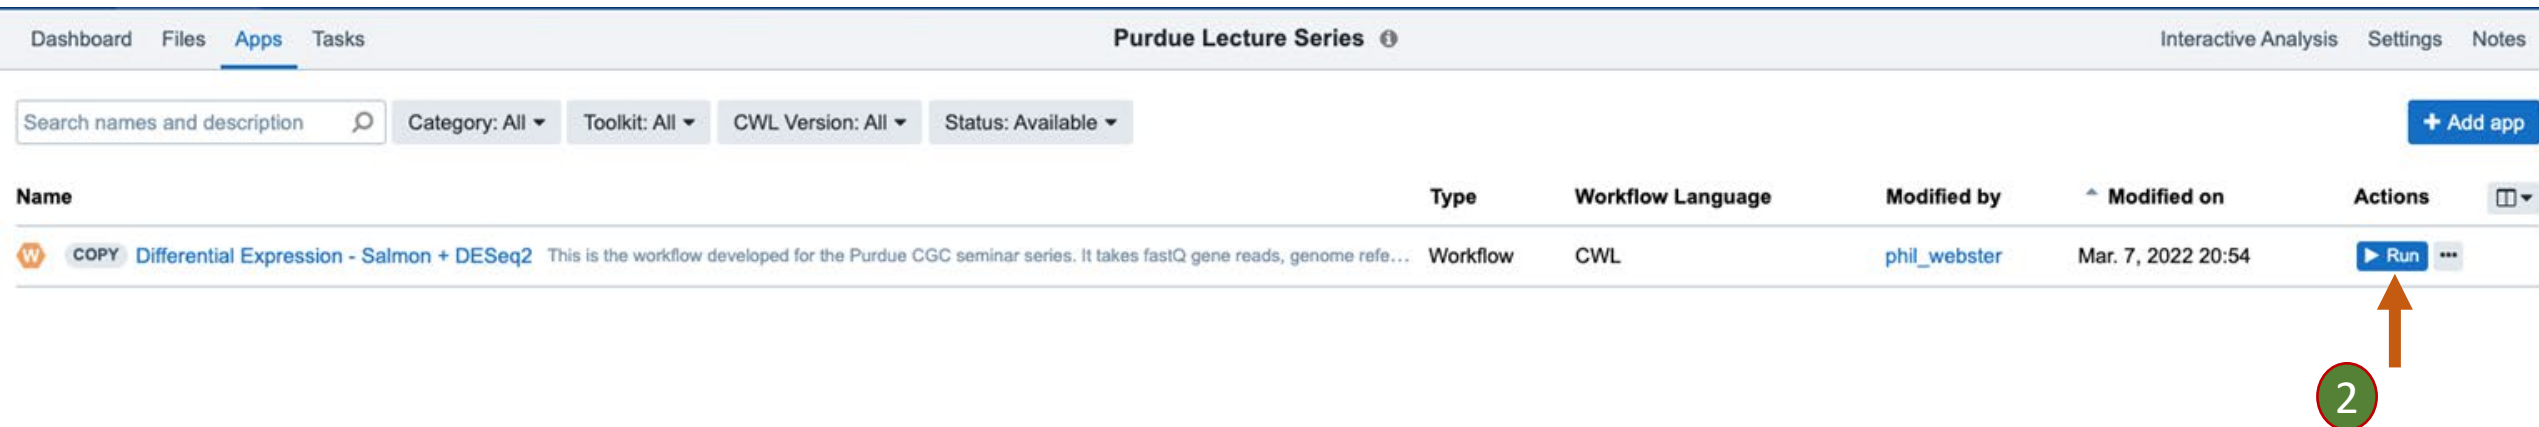 Dashboard Files Apps Tasks Purdue Lecture Series Interactive Analysis Settings Notes
Search names and description Category: All Toolkit: All CWL Version: All Status: Available + Add app
Name Type Workflow Language Modified by Modified on Actions
W COPY Differential Expression - Salmon + DESeq2 This is the workflow developed for the Purdue CGC seminar series. It takes fastQ gene reads, genome refe... Workflow CWL phil_webster Mar. 7, 2022 20:54 Run ...
2